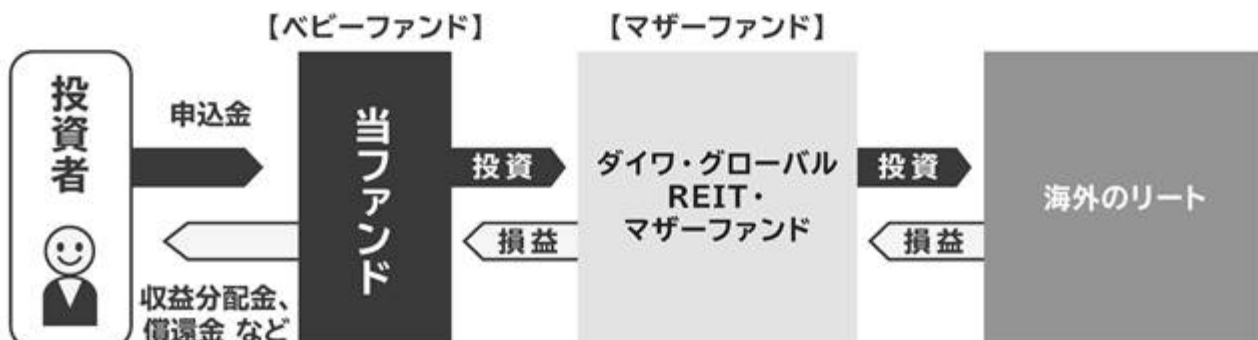 【ベビーファンド】
【マザーファンド】
投資者
申込金
収益分配金、
償還金 など
当ファンド
投資
損益
ダイワ・グローバル
REIT・
マザーファンド
投資
損益
海外のリート